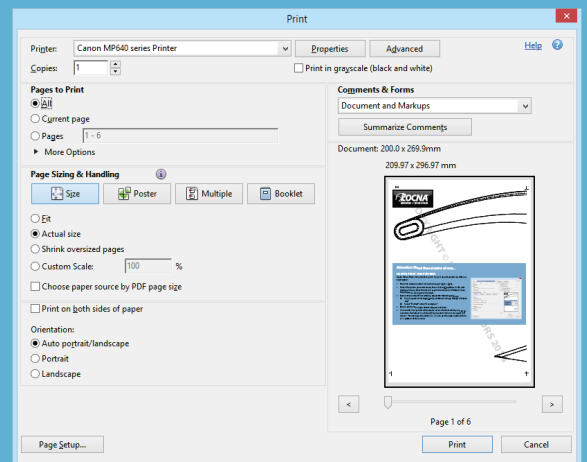 Print
Printer: Canon MP640 series Printer Properties Advanced Help
Copies: 1 Print in grayscale (black and white)
Pages to Print
All
Current page
Pages 1 - 6
More Options
Comments & Forms
Document and Markups
Summarize Comments
Page Sizing & Handling
Size Poster Multiple Booklet
Fit
Actual size
Shrink oversized pages
Custom Scale: 100 %
Choose paper source by PDF page size
Print on both sides of paper
Orientation:
Auto portrait/landscape
Portrait
Landscape
Document: 200.0 x 269.9mm
209.97 x 296.97 mm
ROCNA
COPYRIGHT ©
< >
Page 1 of 6
Page Setup... Print Cancel